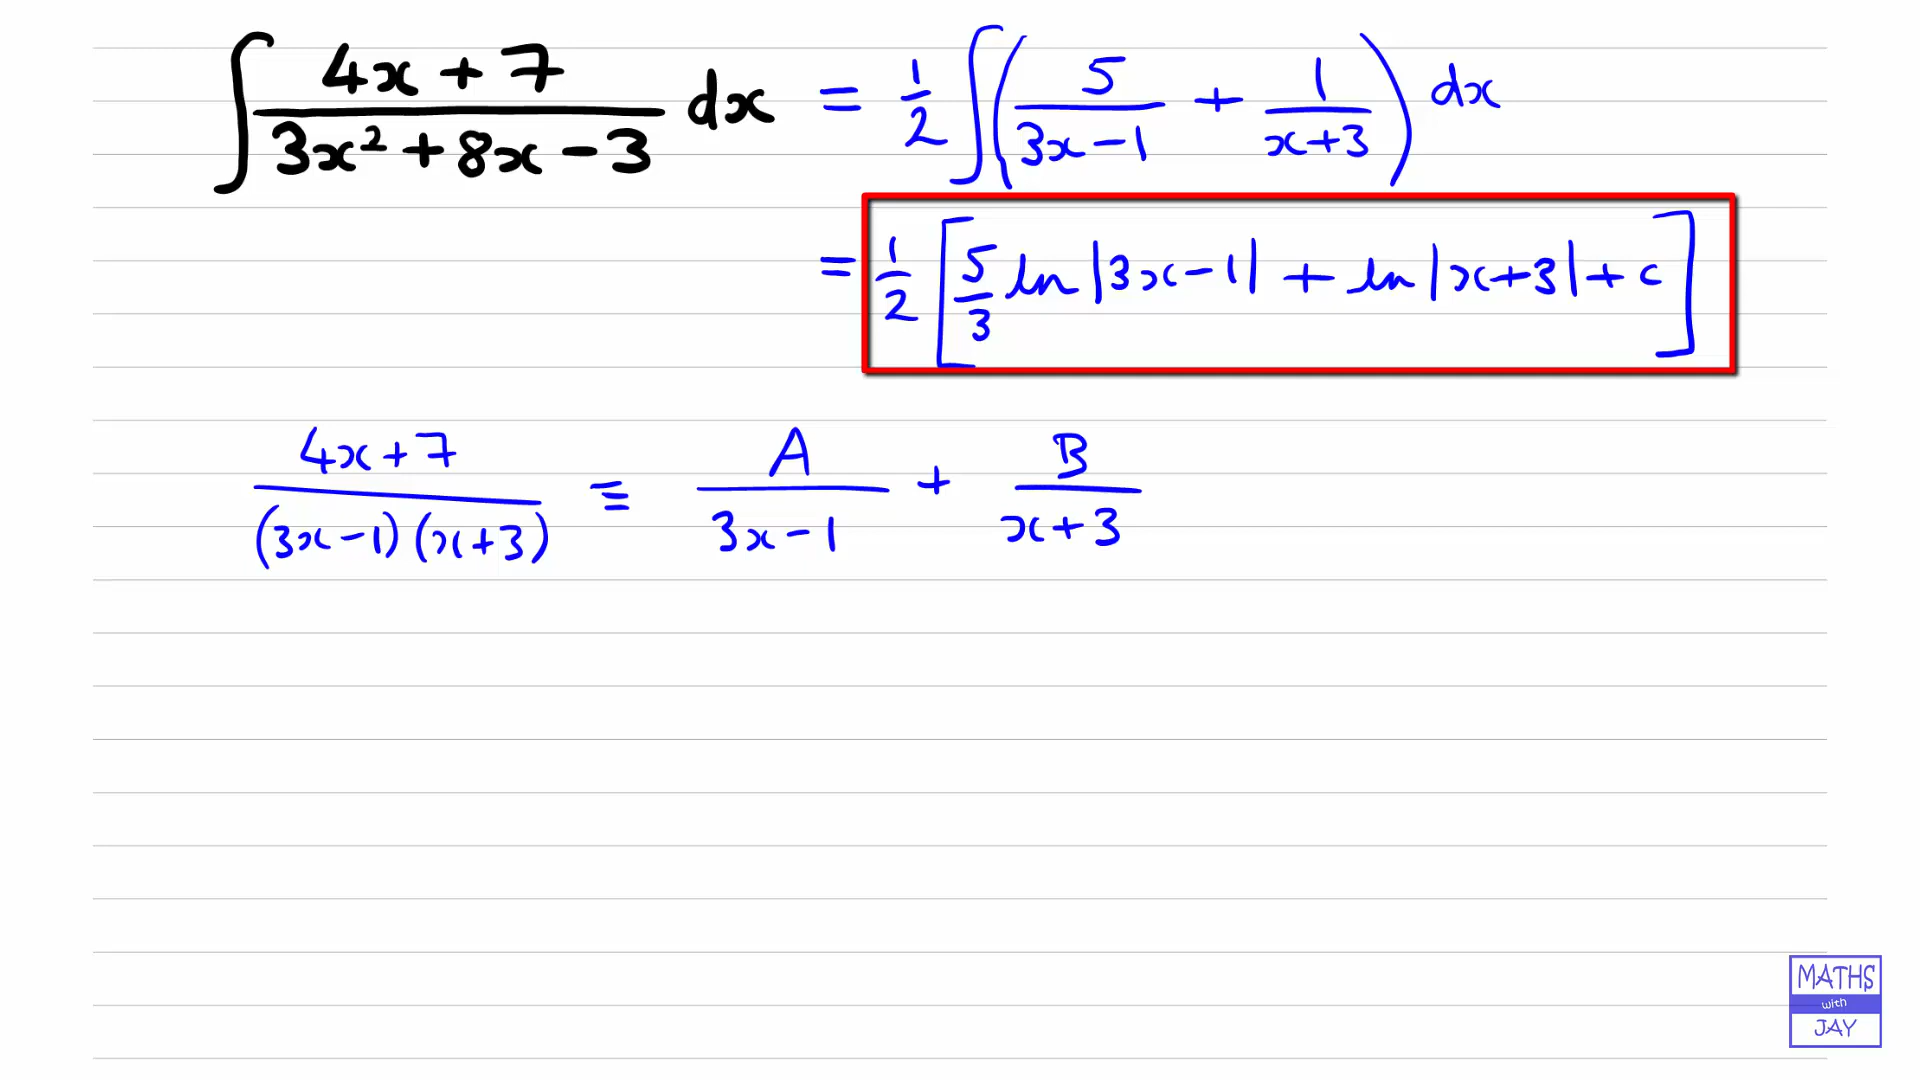 ∫ (4x + 7)/(3x² + 8x − 3) dx = 1/2 ∫ (5/(3x − 1) + 1/(x + 3)) dx
= 1/2 [5/3 ln |3x − 1| + ln |x + 3| + c]
(4x + 7)/((3x − 1)(x + 3)) ≡ A/(3x − 1) + B/(x + 3)
MATHS
with
JAY